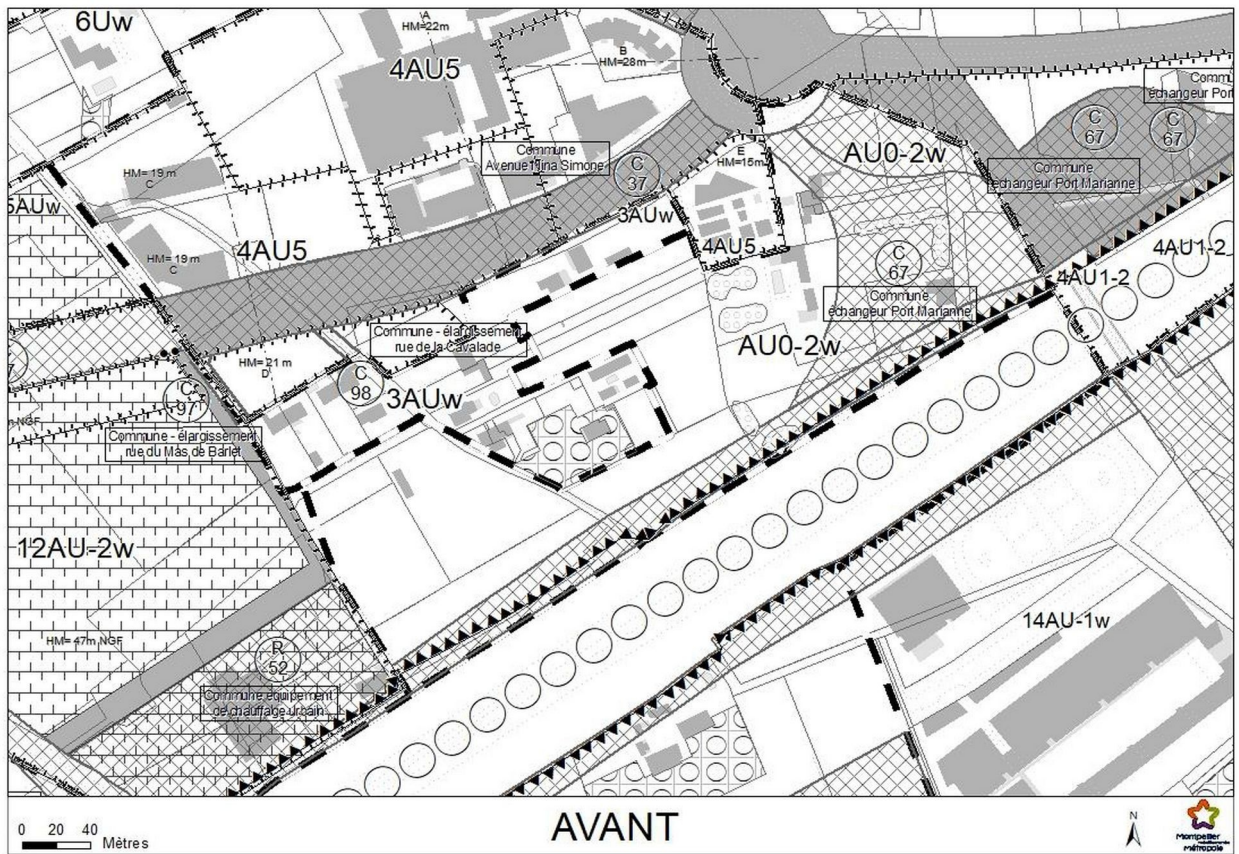 6Uw
A
HM=22m
4AU5
B
HM=28m
Commune
Avenue Nina Simone
C
37
E
HM=15m
AU0-2w
échangeur Port
C
67
C
67
Commune
échangeur Port Marianne
HM= 19 m
C
5AUw
3AUw
4AU5
4AU5
HM= 19 m
C
4AU1-2
4AU1-2
C
67
Commune
échangeur Port Marianne
Commune - élargissement
rue de la Cavalade
AU0-2w
HM= 21 m
D
C
98
3AUw
C
97
m NGF
Commune - élargissement
rue du Mas de Barlet
12AU-2w
HM= 47m NGF
14AU-1w
R
52
Commune équipement
de chauffage urbain
0 20 40
Mètres
AVANT
N
Montpellier
Métropole